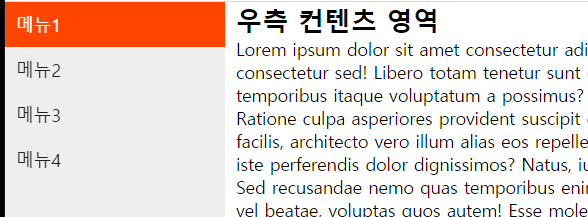 메뉴1
메뉴2
메뉴3
메뉴4
우측 컨텐츠 영역
Lorem ipsum dolor sit amet consectetur adi
consectetur sed! Libero totam tenetur sunt
temporibus itaque voluptatum a possimus?
Ratione culpa asperiores provident suscipit
facilis, architecto vero illum alias eos repelle
iste perferendis dolor dignissimos? Natus, iu
Sed recusandae nemo quas temporibus enir
vel beatae, voluptas quos autem! Esse mole